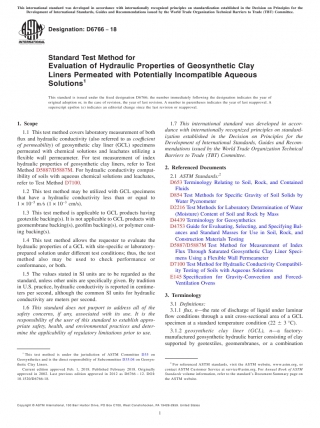 This international standard was developed in accordance with internationally recognized principles on standardization established in the Decision on Principles for the
Development of International Standards, Guides and Recommendations issued by the World Trade Organization Technical Barriers to Trade (TBT) Committee.
Designation: D6766 − 18
Standard Test Method for
Evaluation of Hydraulic Properties of Geosynthetic Clay
Liners Permeated with Potentially Incompatible Aqueous
Solutions1
This standard is issued under the fixed designation D6766; the number immediately following the designation indicates the year of
original adoption or, in the case of revision, the year of last revision. A number in parentheses indicates the year of last reapproval. A
superscript epsilon (ε) indicates an editorial change since the last revision or reapproval.
1. Scope
1.1 This test method covers laboratory measurement of both
flux and hydraulic conductivity (also referred to as coefficient
of permeability) of geosynthetic clay liner (GCL) specimens
permeated with chemical solutions and leachates utilizing a
flexible wall permeameter. For test measurement of index
hydraulic properties of geosynthetic clay liners, refer to Test
Method D5887/D5887M. For hydraulic conductivity compat-
ibility of soils with aqueous chemical solutions and leachates,
refer to Test Method D7100.
1.2 This test method may be utilized with GCL specimens
that have a hydraulic conductivity less than or equal to
1 × 10-5 m/s (1 × 10-3 cm/s).
1.3 This test method is applicable to GCL products having
geotextile backing(s). It is not applicable to GCL products with
geomembrane backing(s), geofilm backing(s), or polymer coat-
ing backing(s).
1.4 This test method allows the requester to evaluate the
hydraulic properties of a GCL with site-specific or laboratory-
prepared solution under different test conditions; thus, the test
method also may be used to check performance or
conformance, or both.
1.5 The values stated in SI units are to be regarded as the
standard, unless other units are specifically given. By tradition
in U.S. practice, hydraulic conductivity is reported in centime-
ters per second, although the common SI units for hydraulic
conductivity are meters per second.
1.6 This standard does not purport to address all of the
safety concerns, if any, associated with its use. It is the
responsibility of the user of this standard to establish appro-
priate safety, health, and environmental practices and deter-
mine the applicability of regulatory limitations prior to use.
1 This test method is under the jurisdiction of ASTM Committee D35 on
Geosynthetics and is the direct responsibility of Subcommittee D35.04 on Geosyn-
thetic Clay Liners.
Current edition approved Feb. 1, 2018. Published February 2018. Originally
approved in 2002. Last previous edition approved in 2012 as D6766 – 12. DOI:
10.1520/D6766-18.
1.7 This international standard was developed in accor-
dance with internationally recognized principles on standard-
ization established in the Decision on Principles for the
Development of International Standards, Guides and Recom-
mendations issued by the World Trade Organization Technical
Barriers to Trade (TBT) Committee.
2. Referenced Documents
2.1 ASTM Standards:2
D653 Terminology Relating to Soil, Rock, and Contained
Fluids
D854 Test Methods for Specific Gravity of Soil Solids by
Water Pycnometer
D2216 Test Methods for Laboratory Determination of Water
(Moisture) Content of Soil and Rock by Mass
D4439 Terminology for Geosynthetics
D4753 Guide for Evaluating, Selecting, and Specifying Bal-
ances and Standard Masses for Use in Soil, Rock, and
Construction Materials Testing
D5887/D5887M Test Method for Measurement of Index
Flux Through Saturated Geosynthetic Clay Liner Speci-
mens Using a Flexible Wall Permeameter
D7100 Test Method for Hydraulic Conductivity Compatibil-
ity Testing of Soils with Aqueous Solutions
E145 Specification for Gravity-Convection and Forced-
Ventilation Ovens
3. Terminology
3.1 Definitions:
3.1.1 flux, n—the rate of discharge of liquid under laminar
flow conditions through a unit cross-sectional area of a GCL
specimen at a standard temperature condition (22 ± 3 °C).
3.1.2 geosynthetic clay liner (GCL), n—a factory-
manufactured geosynthetic hydraulic barrier consisting of clay
supported by geotextiles, geomembranes, or a combination
2 For referenced ASTM standards, visit the ASTM website, www.astm.org, or
contact ASTM Customer Service at service@astm.org. For Annual Book of ASTM
Standards volume information, refer to the standard's Document Summary page on
the ASTM website.
Copyright © ASTM International, 100 Barr Harbor Drive, PO Box C700, West Conshohocken, PA 19428-2959. United States
1